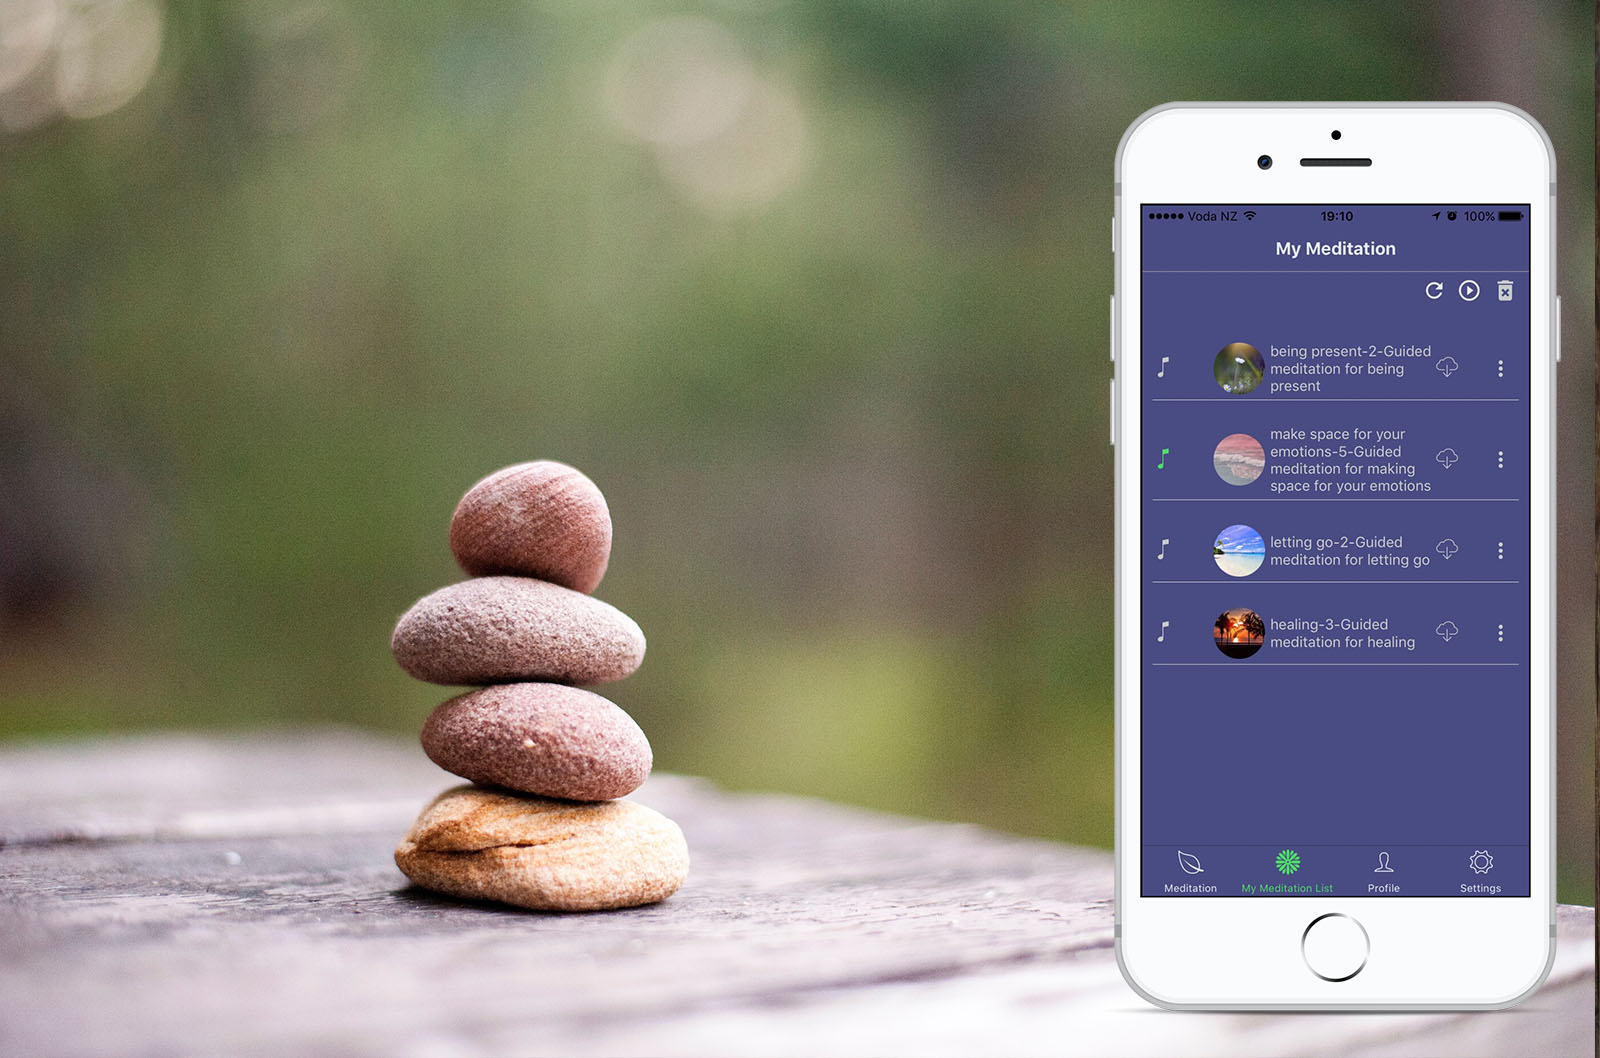 Voda NZ 19:10 100%
My Meditation
being present-2-Guided
meditation for being
present
make space for your
emotions-5-Guided
meditation for making
space for your emotions
letting go-2-Guided
meditation for letting go
healing-3-Guided
meditation for healing
Meditation My Meditation List Profile Settings